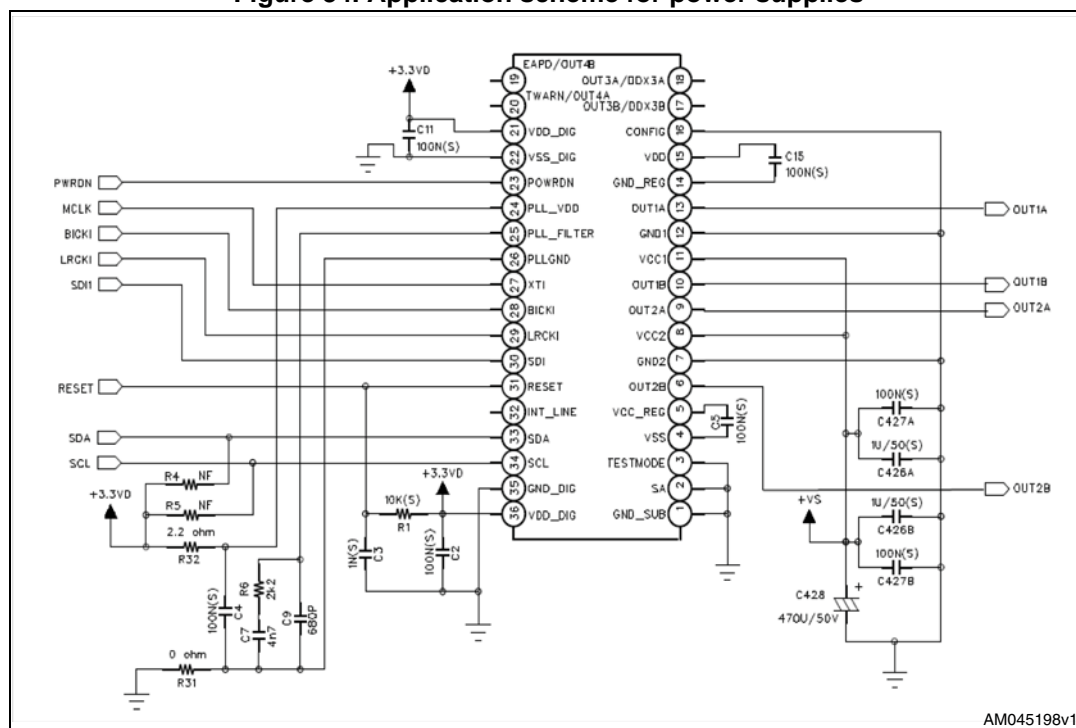 Figure 34. Application scheme for power supplies
EAPD/OUT4B
19
OUT3A/DDX3A
18
TWARN/OUT4A
20
OUT3B/DDX3B
17
+3.3VD
C11
100N(S)
VDD_DIG
21
CONFIG
16
VSS_DIG
22
VDD
15
C15
100N(S)
PWRDN
POWRDN
23
GND_REG
14
MCLK
PLL_VDD
24
OUT1A
13
OUT1A
BICKI
PLL_FILTER
25
GND1
12
LRCKI
PLLGND
26
VCC1
11
SDI1
XTI
27
OUT1B
10
OUT1B
BICKI
28
OUT2A
9
OUT2A
LRCKI
29
VCC2
8
SDI
30
GND2
7
RESET
RESET
31
OUT2B
6
INT_LINE
32
VCC_REG
5
C5
100N(S)
100N(S)
C427A
SDA
SDA
33
VSS
4
1U/50(S)
C426A
SCL
SCL
34
TESTMODE
3
R4
NF
+3.3VD
+3.3VD
GND_DIG
35
SA
2
+VS
OUT2B
R5
NF
10K(S)
R1
VDD_DIG
36
GND_SUB
1
1U/50(S)
C426B
2.2 ohm
R32
1N(S)
C3
100N(S)
C2
100N(S)
C427B
R6
2k2
100N(S)
C4
C7
4n7
C9
680P
C428
+
470U/50V
0 ohm
R31
AM045198v1